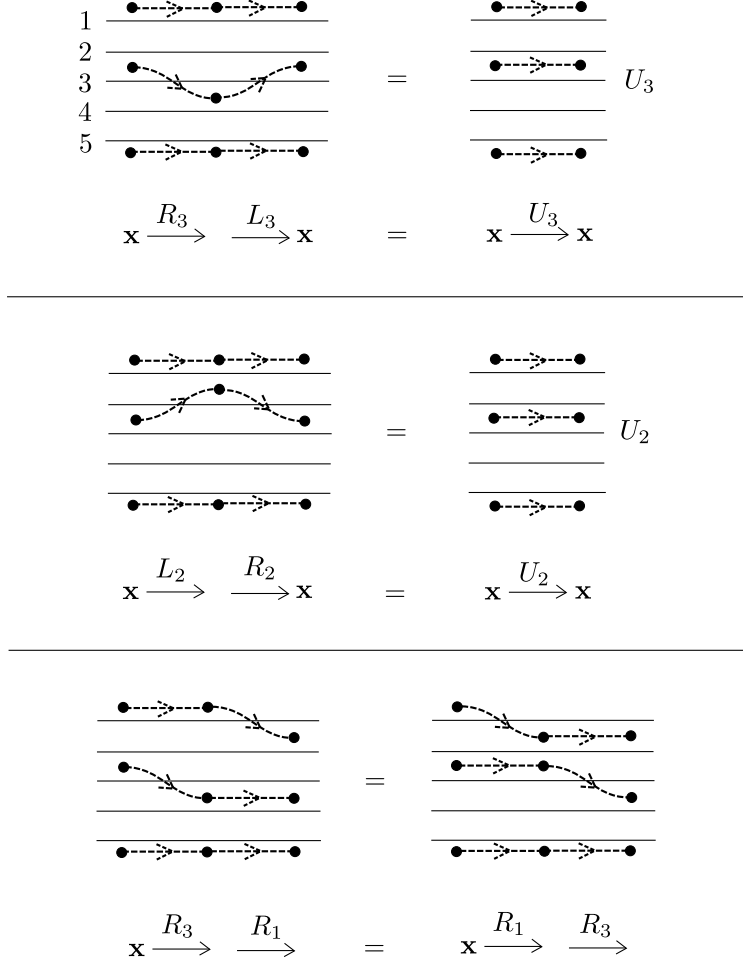 1
2
3 = U₃
4
5
R₃ L₃ U₃
x x = x x
= U₂
L₂ R₂ U₂
x x = x x
=
R₃ R₁ R₁ R₃
x = x